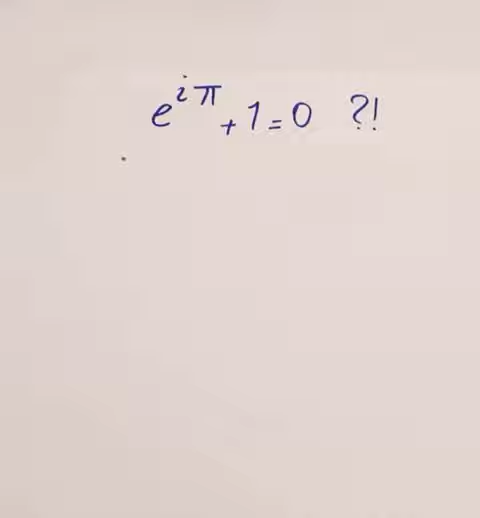 e^{iπ} + 1 = 0 ?!